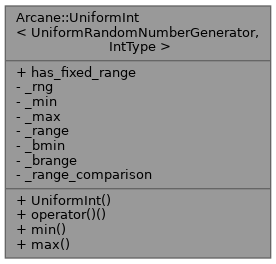 Arcane::UniformInt
< UniformRandomNumberGenerator,
IntType >
+ has_fixed_range
- _rng
- _min
- _max
- _range
- _bmin
- _brange
- _range_comparison
+ UniformInt()
+ operator()()
+ min()
+ max()